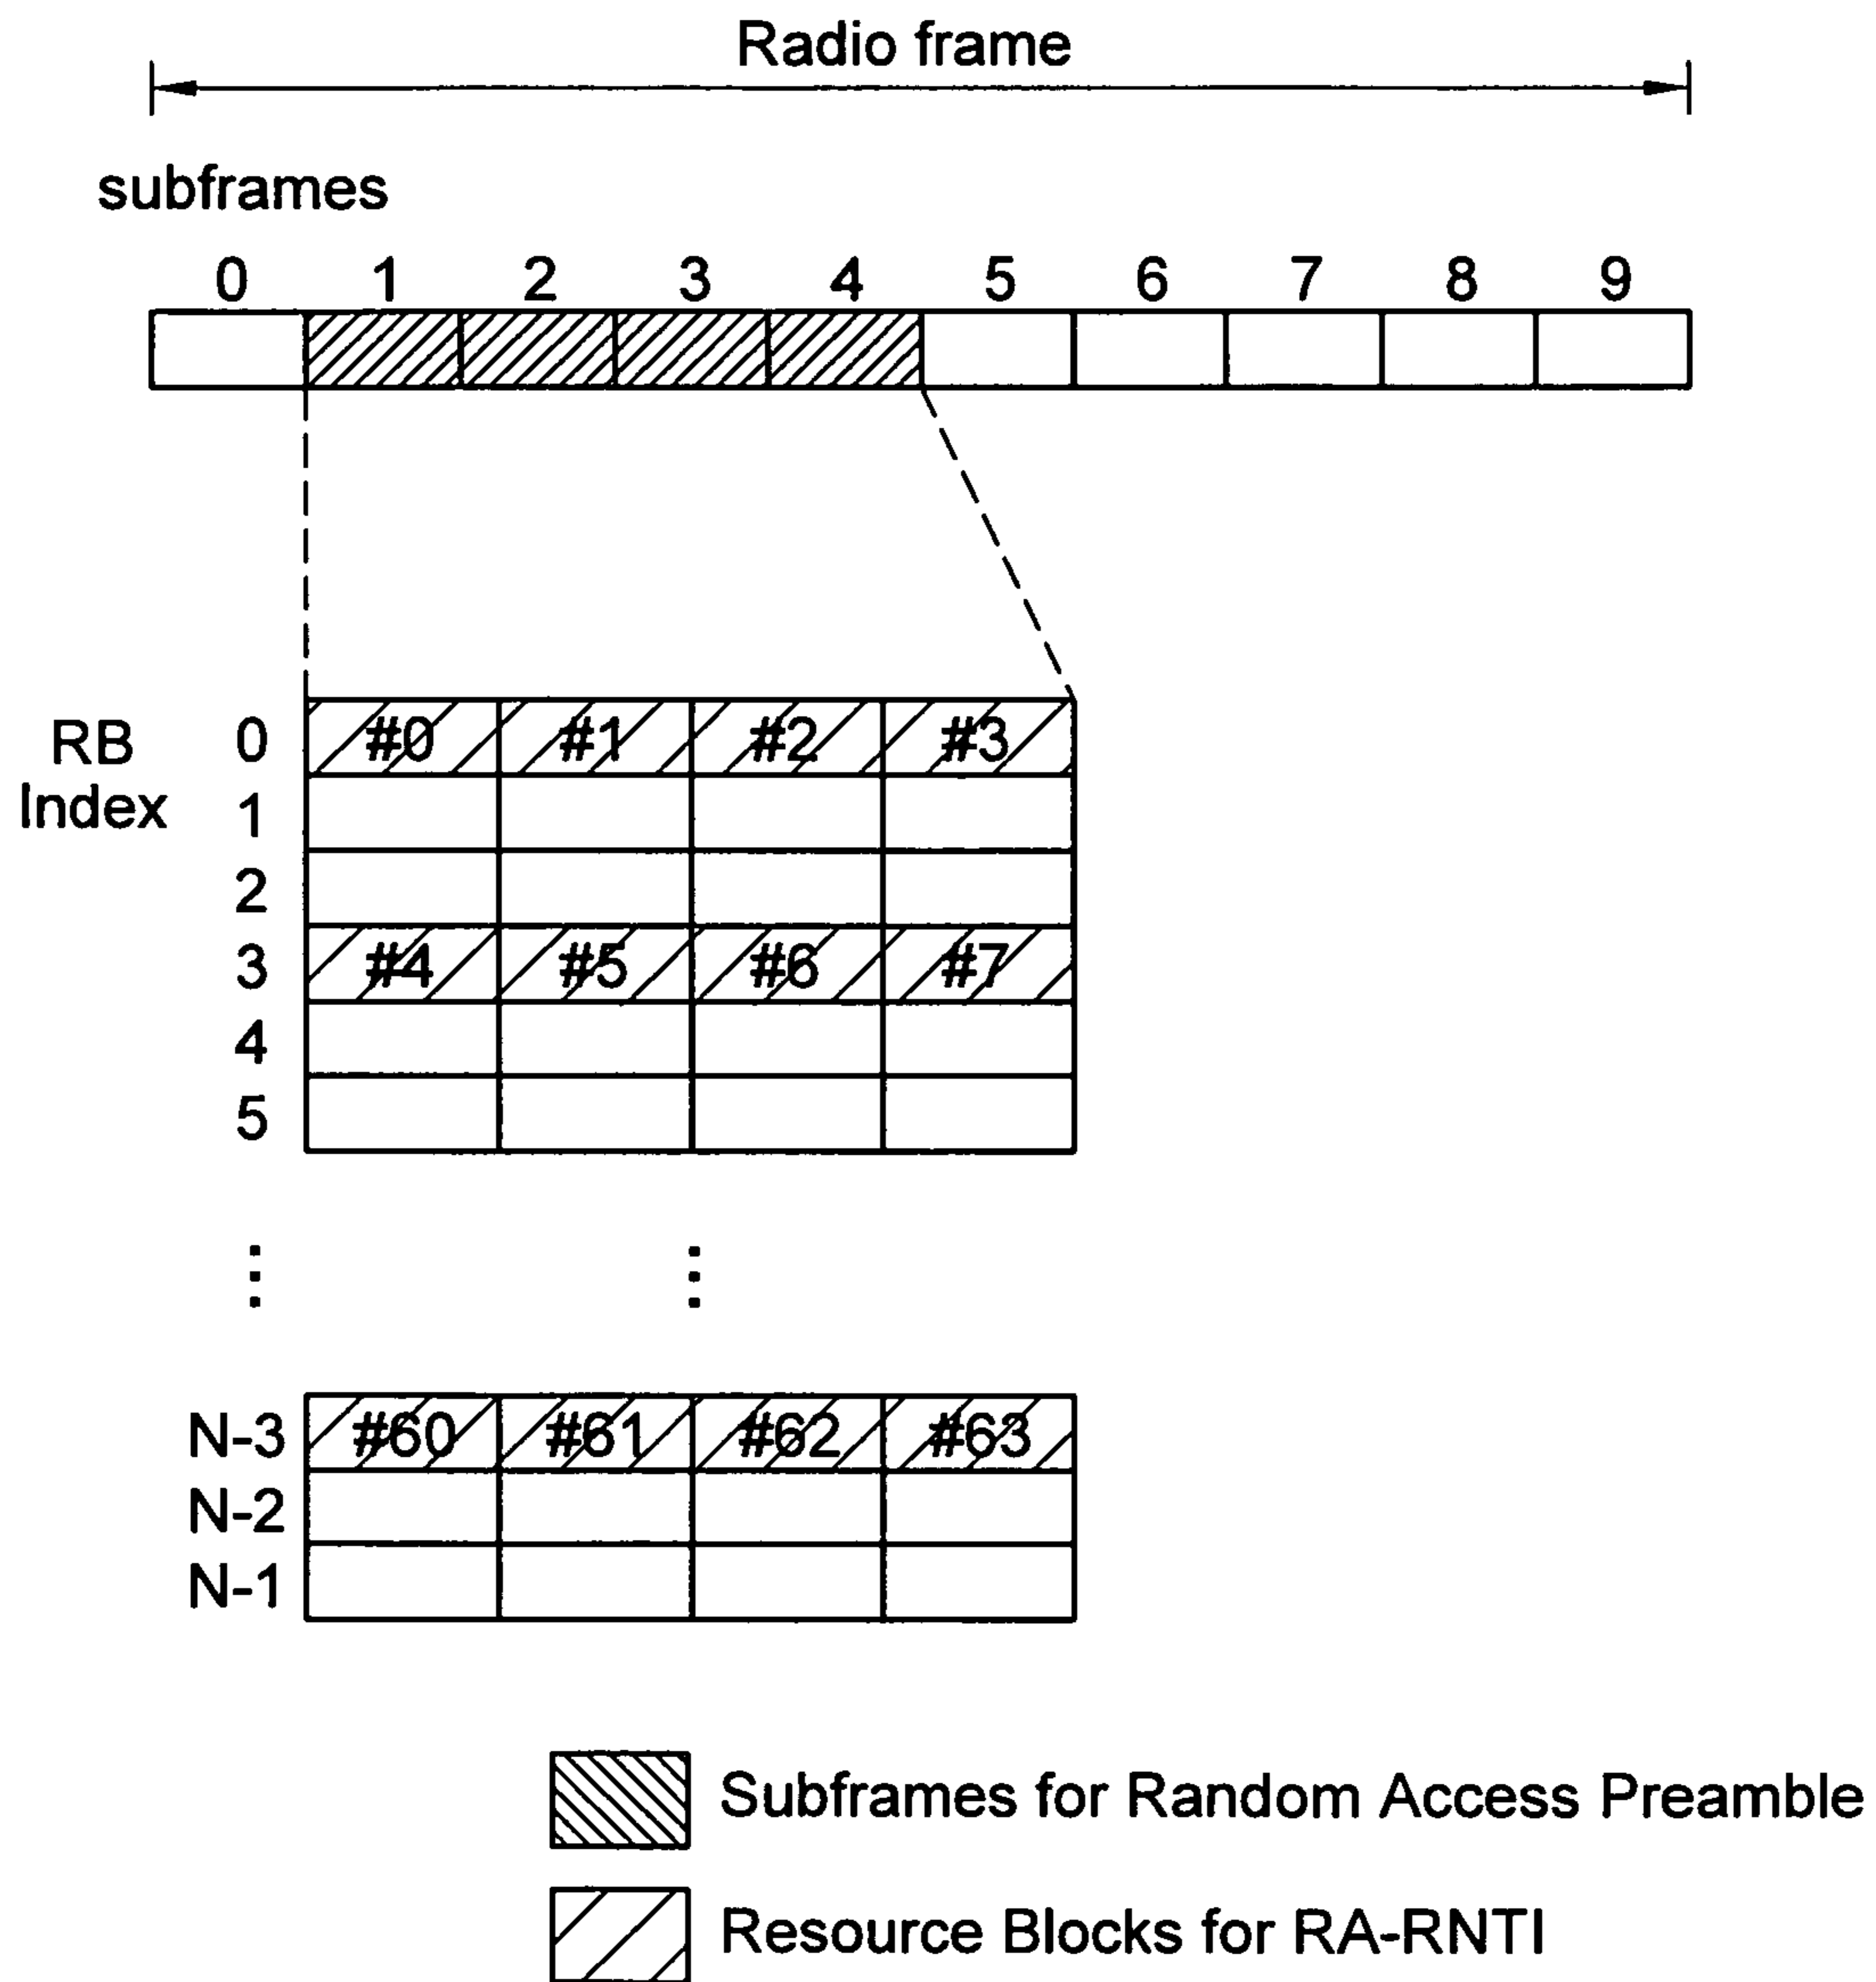 Radio frame
subframes
0 1 2 3 4 5 6 7 8 9
RB Index
0 #0 #1 #2 #3
1
2
3 #4 #5 #6 #7
4
5
N-3 #60 #61 #62 #63
N-2
N-1
Subframes for Random Access Preamble
Resource Blocks for RA-RNTI